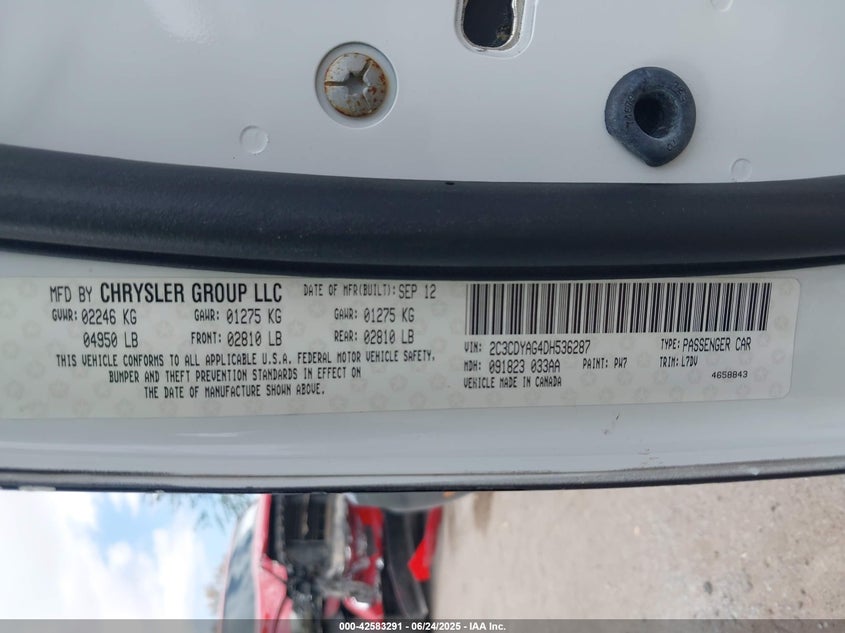 MFD BY CHRYSLER GROUP LLC DATE OF MFR(BUILT): SEP 12
GVWR: 02246 KG GAWR: 01275 KG GAWR: 01275 KG
04950 LB FRONT: 02810 LB REAR: 02810 LB
THIS VEHICLE CONFORMS TO ALL APPLICABLE U.S.A. FEDERAL MOTOR VEHICLE SAFETY,
BUMPER AND THEFT PREVENTION STANDARDS IN EFFECT ON
THE DATE OF MANUFACTURE SHOWN ABOVE.
VIN: 2C3CDYAG4DH536287 TYPE: PASSENGER CAR
MDH: 091823 033AA PAINT: PW7 TRIM: L7DV
VEHICLE MADE IN CANADA 4658843
000-42583291 - 06/24/2025 - IAA Inc.